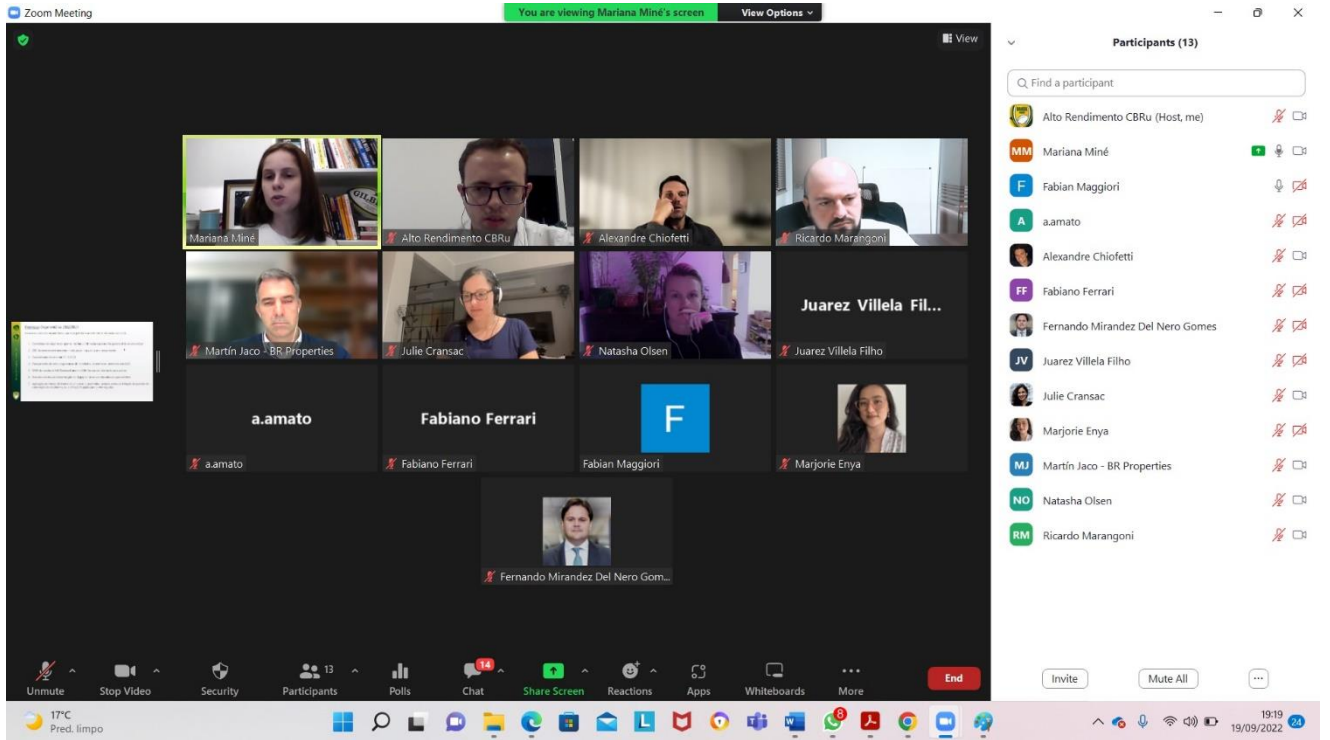 Zoom Meeting
You are viewing Mariana Miné's screen
View Options
View
Participants (13)
Find a participant
Alto Rendimento CBRu (Host, me)
MM Mariana Miné
F Fabian Maggiori
A a.amato
Alexandre Chiofetti
FF Fabiano Ferrari
Fernando Mirandez Del Nero Gomes
JV Juarez Villela Filho
Julie Cransac
Marjorie Enya
MJ Martín Jaco - BR Properties
NO Natasha Olsen
RM Ricardo Marangoni
Mariana Miné
Alto Rendimento CBRu
Alexandre Chiofetti
Ricardo Marangoni
Martín Jaco - BR Properties
Julie Cransac
Natasha Olsen
Juarez Villela Fil...
Juarez Villela Filho
a.amato
a.amato
Fabiano Ferrari
Fabiano Ferrari
F
Fabian Maggiori
Marjorie Enya
Fernando Mirandez Del Nero Gom...
Unmute
Stop Video
Security
13
Participants
Polls
14
Chat
Share Screen
Reactions
Apps
Whiteboards
More
End
Invite
Mute All
17°C
Pred. limpo
8
19:19
19/09/2022
24